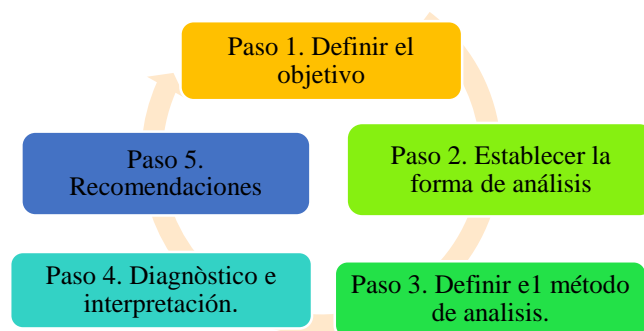 Paso 1. Definir el
objetivo
Paso 2. Establecer la
forma de análisis
Paso 3. Definir e1 método
de analisis.
Paso 4. Diagnòstico e
interpretación.
Paso 5.
Recomendaciones